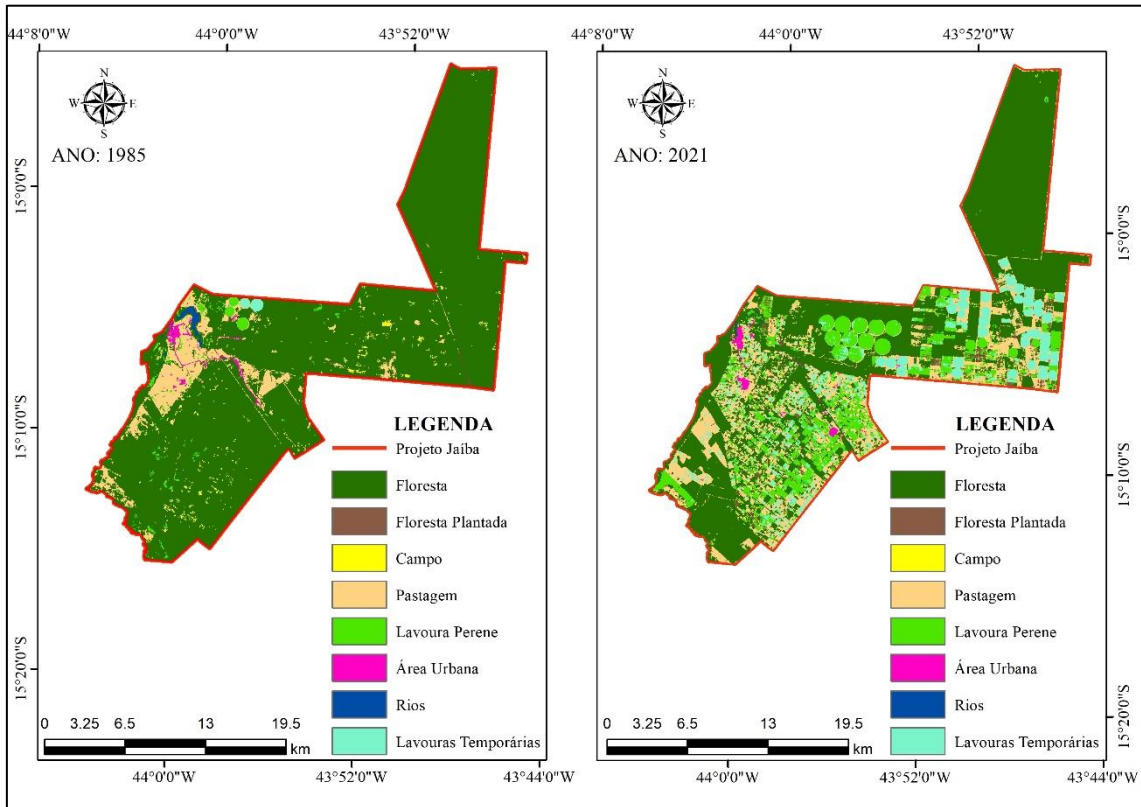 44°8'0"W
44°0'0"W
43°52'0"W
N
W E
S
ANO: 1985
15°0'0"S
15°10'0"S
15°20'0"S
LEGENDA
Projeto Jaíba
Floresta
Floresta Plantada
Campo
Pastagem
Lavoura Perene
Área Urbana
Rios
Lavouras Temporárias
0 3.25 6.5 13 19.5
km
44°0'0"W
43°52'0"W
43°44'0"W
44°8'0"W
44°0'0"W
43°52'0"W
N
W E
S
ANO: 2021
15°0'0"S
15°10'0"S
15°20'0"S
LEGENDA
Projeto Jaíba
Floresta
Floresta Plantada
Campo
Pastagem
Lavoura Perene
Área Urbana
Rios
Lavouras Temporárias
0 3.25 6.5 13 19.5
km
44°0'0"W
43°52'0"W
43°44'0"W